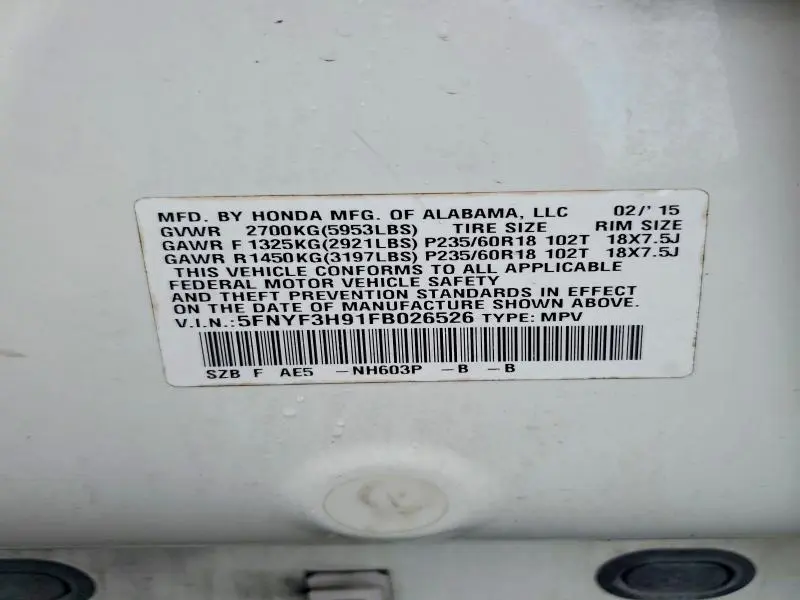 MFD. BY HONDA MFG. OF ALABAMA, LLC 02/' 15
GVWR 2700KG(5953LBS) TIRE SIZE RIM SIZE
GAWR F 1325KG(2921LBS) P235/60R18 102T 18X7.5J
GAWR R1450KG(3197LBS) P235/60R18 102T 18X7.5J
THIS VEHICLE CONFORMS TO ALL APPLICABLE
FEDERAL MOTOR VEHICLE SAFETY
AND THEFT PREVENTION STANDARDS IN EFFECT
ON THE DATE OF MANUFACTURE SHOWN ABOVE.
V.I.N.:5FNYF3H91FB026526 TYPE: MPV
SZB F AE5 -NH603P -B -B